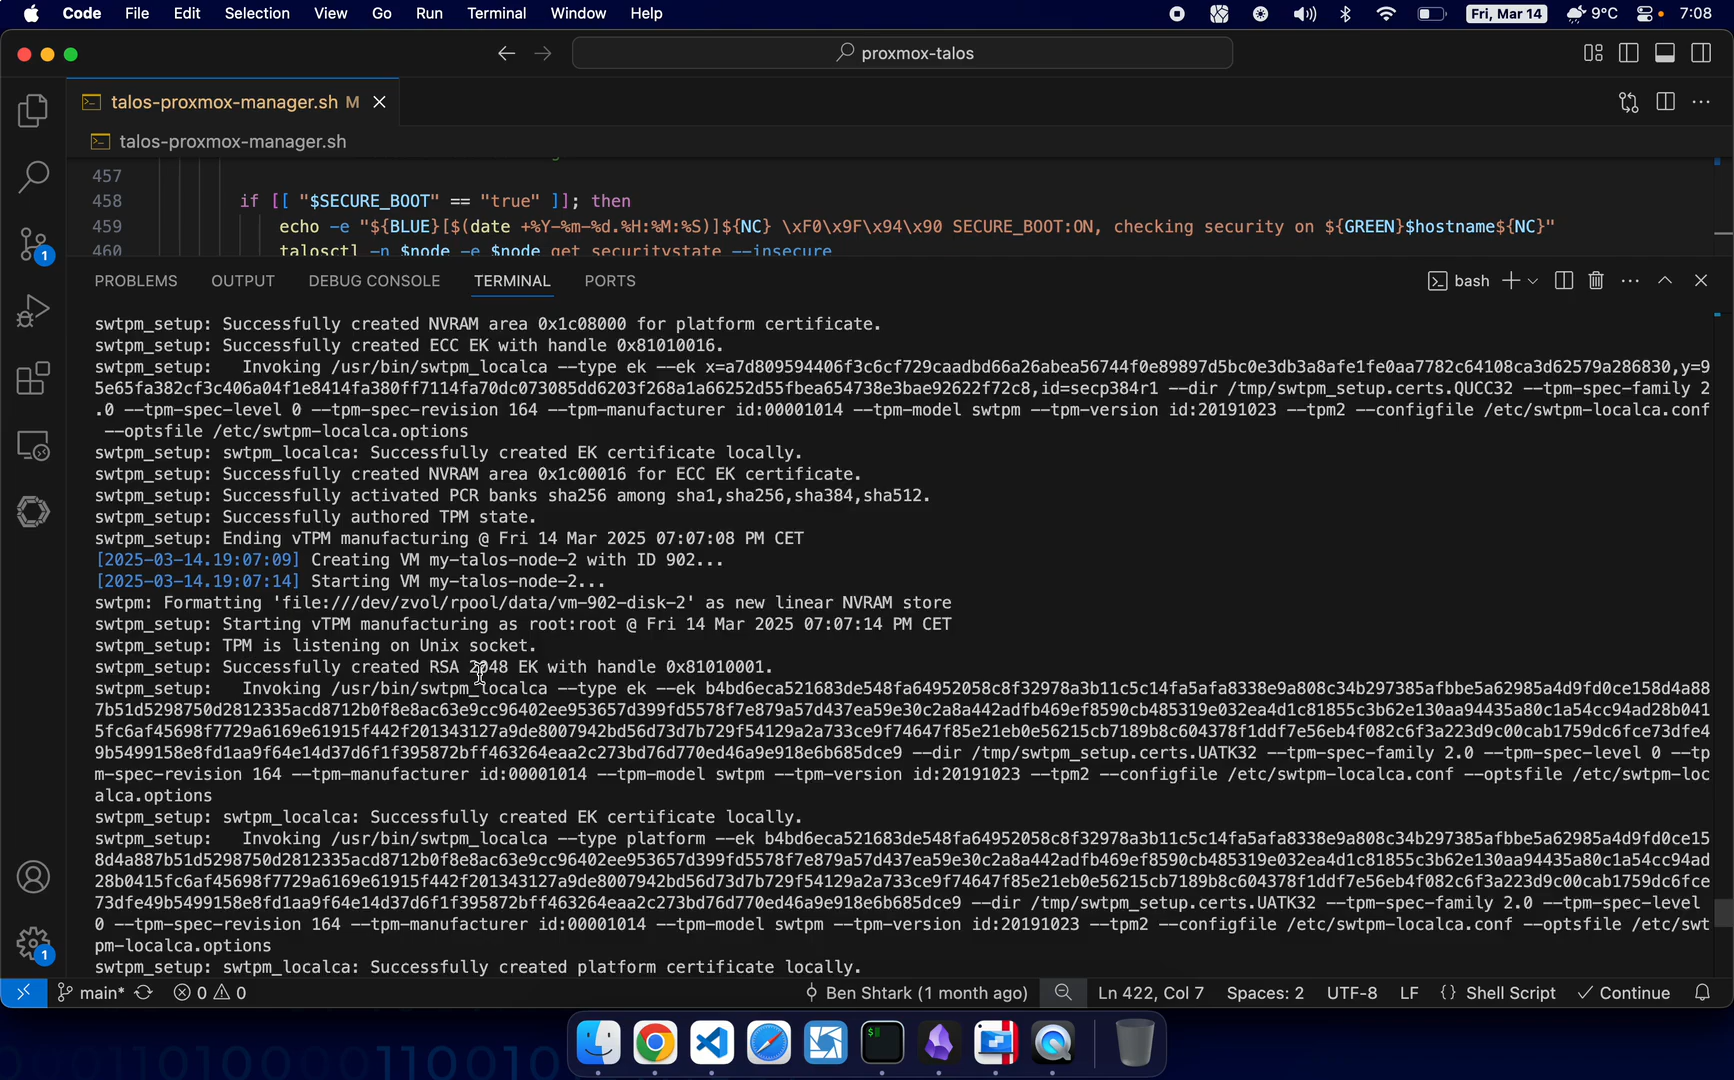 Code File Edit Selection View Go Run Terminal Window Help Fri, Mar 14 9°C 7:08
proxmox-talos
talos-proxmox-manager.sh M
talos-proxmox-manager.sh
457
458 if [[ "$SECURE_BOOT" == "true" ]]; then
459 echo -e "${BLUE}[$(date +%Y-%m-%d.%H:%M:%S)]${NC} \xF0\x9F\x94\x90 SECURE_BOOT:ON, checking security on ${GREEN}$hostname${NC}"
460 talosctl -n $node -e $node get securitystate --insecure
PROBLEMS OUTPUT DEBUG CONSOLE TERMINAL PORTS bash
swtpm_setup: Successfully created NVRAM area 0x1c08000 for platform certificate.
swtpm_setup: Successfully created ECC EK with handle 0x81010016.
swtpm_setup: Invoking /usr/bin/swtpm_localca --type ek --ek x=a7d809594406f3c6cf729caadbd66a26abea56744f0e89897d5bc0e3db3a8afe1fe0aa7782c64108ca3d62579a286830,y=9
5e65fa382cf3c406a04f1e8414fa380ff7114fa70dc073085dd6203f268a1a66252d55fbea654738e3bae92622f72c8,id=secp384r1 --dir /tmp/swtpm_setup.certs.QUCC32 --tpm-spec-family 2
.0 --tpm-spec-level 0 --tpm-spec-revision 164 --tpm-manufacturer id:00001014 --tpm-model swtpm --tpm-version id:20191023 --tpm2 --configfile /etc/swtpm-localca.conf
--optsfile /etc/swtpm-localca.options
swtpm_setup: swtpm_localca: Successfully created EK certificate locally.
swtpm_setup: Successfully created NVRAM area 0x1c00016 for ECC EK certificate.
swtpm_setup: Successfully activated PCR banks sha256 among sha1,sha256,sha384,sha512.
swtpm_setup: Successfully authored TPM state.
swtpm_setup: Ending vTPM manufacturing @ Fri 14 Mar 2025 07:07:08 PM CET
[2025-03-14.19:07:09] Creating VM my-talos-node-2 with ID 902...
[2025-03-14.19:07:14] Starting VM my-talos-node-2...
swtpm: Formatting 'file:///dev/zvol/rpool/data/vm-902-disk-2' as new linear NVRAM store
swtpm_setup: Starting vTPM manufacturing as root:root @ Fri 14 Mar 2025 07:07:14 PM CET
swtpm_setup: TPM is listening on Unix socket.
swtpm_setup: Successfully created RSA 2048 EK with handle 0x81010001.
swtpm_setup: Invoking /usr/bin/swtpm_localca --type ek --ek b4bd6eca521683de548fa64952058c8f32978a3b11c5c14fa5afa8338e9a808c34b297385afbbe5a62985a4d9fd0ce158d4a88
7b51d5298750d2812335acd8712b0f8e8ac63e9cc96402ee953657d399fd5578f7e879a57d437ea59e30c2a8a442adfb469ef8590cb485319e032ea4d1c81855c3b62e130aa94435a80c1a54cc94ad28b041
5fc6af45698f7729a6169e61915f442f201343127a9de8007942bd56d73d7b729f54129a2a733ce9f74647f85e21eb0e56215cb7189b8c604378f1ddf7e56eb4f082c6f3a223d9c00cab1759dc6fce73dfe4
9b5499158e8fd1aa9f64e14d37d6f1f395872bff463264eaa2c273bd76d770ed46a9e918e6b685dce9 --dir /tmp/swtpm_setup.certs.UATK32 --tpm-spec-family 2.0 --tpm-spec-level 0 --tp
m-spec-revision 164 --tpm-manufacturer id:00001014 --tpm-model swtpm --tpm-version id:20191023 --tpm2 --configfile /etc/swtpm-localca.conf --optsfile /etc/swtpm-loc
alca.options
swtpm_setup: swtpm_localca: Successfully created EK certificate locally.
swtpm_setup: Invoking /usr/bin/swtpm_localca --type platform --ek b4bd6eca521683de548fa64952058c8f32978a3b11c5c14fa5afa8338e9a808c34b297385afbbe5a62985a4d9fd0ce15
8d4a887b51d5298750d2812335acd8712b0f8e8ac63e9cc96402ee953657d399fd5578f7e879a57d437ea59e30c2a8a442adfb469ef8590cb485319e032ea4d1c81855c3b62e130aa94435a80c1a54cc94ad
28b0415fc6af45698f7729a6169e61915f442f201343127a9de8007942bd56d73d7b729f54129a2a733ce9f74647f85e21eb0e56215cb7189b8c604378f1ddf7e56eb4f082c6f3a223d9c00cab1759dc6fce
73dfe49b5499158e8fd1aa9f64e14d37d6f1f395872bff463264eaa2c273bd76d770ed46a9e918e6b685dce9 --dir /tmp/swtpm_setup.certs.UATK32 --tpm-spec-family 2.0 --tpm-spec-level
0 --tpm-spec-revision 164 --tpm-manufacturer id:00001014 --tpm-model swtpm --tpm-version id:20191023 --tpm2 --configfile /etc/swtpm-localca.conf --optsfile /etc/swt
pm-localca.options
swtpm_setup: swtpm_localca: Successfully created platform certificate locally.
main* 0 0 Ben Shtark (1 month ago) Ln 422, Col 7 Spaces: 2 UTF-8 LF {} Shell Script Continue